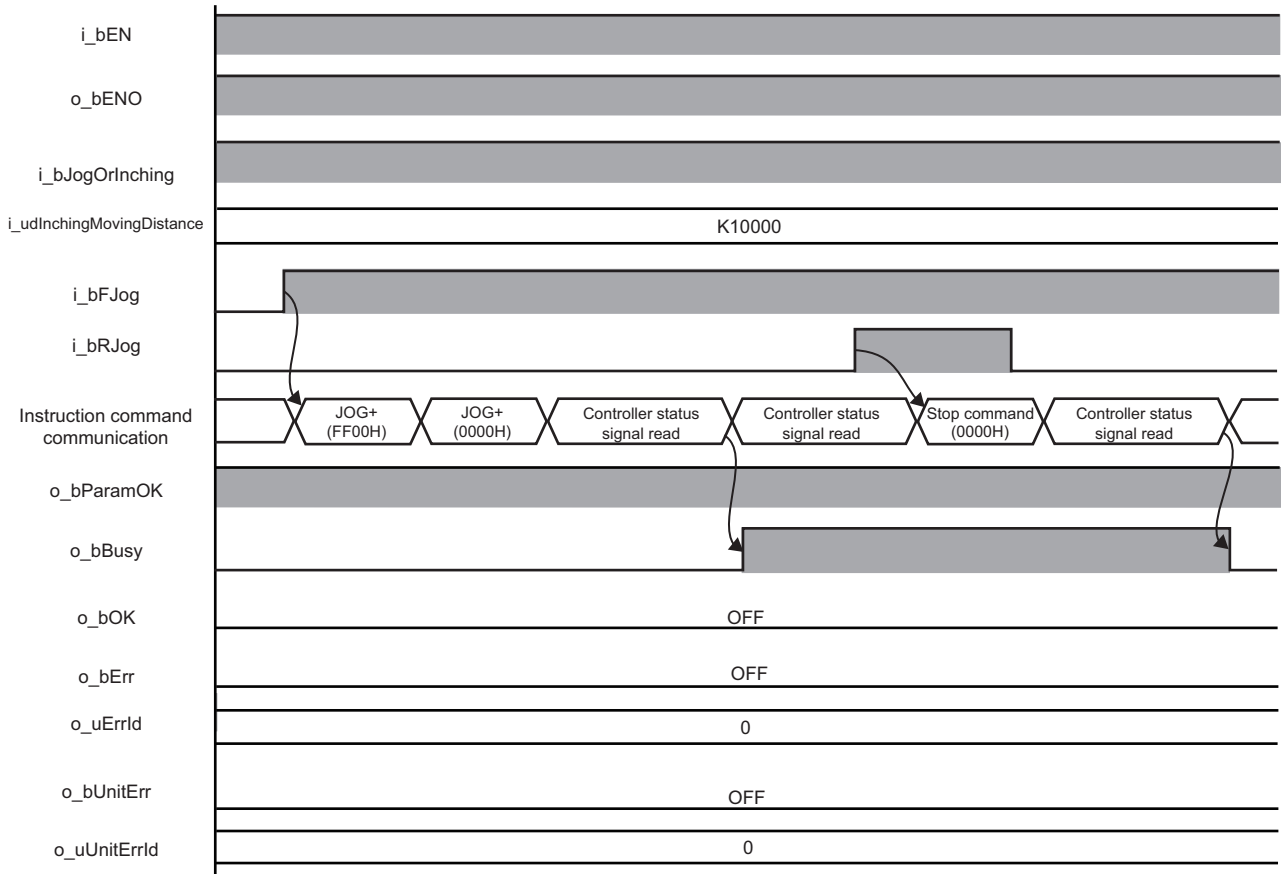 i_bEN
o_bENO
i_bJogOrInching
i_udInchingMovingDistance
K10000
i_bFJog
i_bRJog
Instruction command
communication
JOG+
(FF00H)
JOG+
(0000H)
Controller status
signal read
Controller status
signal read
Stop command
(0000H)
Controller status
signal read
o_bParamOK
o_bBusy
o_bOK
OFF
o_bErr
OFF
o_uErrId
0
o_bUnitErr
OFF
o_uUnitErrId
0